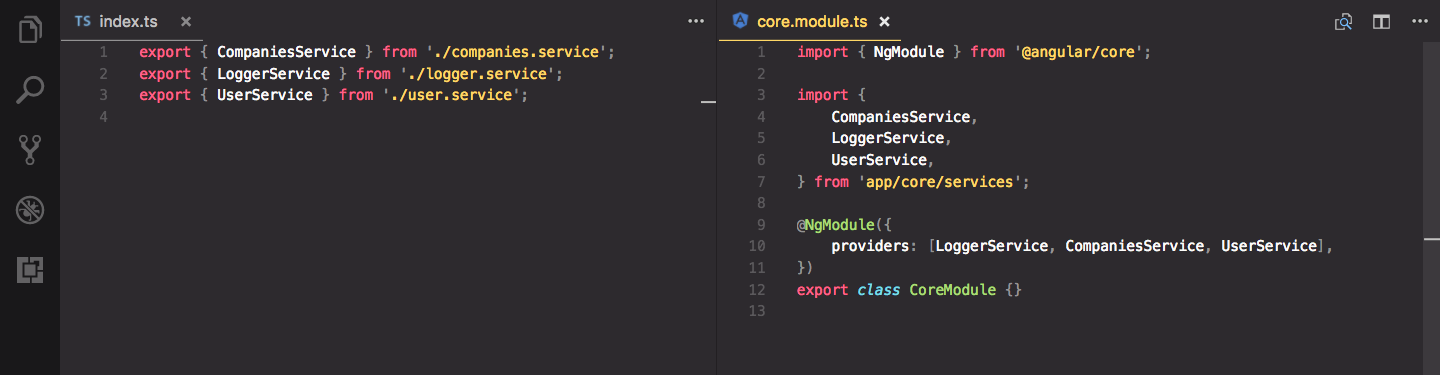 TS index.ts ×
1 export { CompaniesService } from './companies.service';
2 export { LoggerService } from './logger.service';
3 export { UserService } from './user.service';
4
core.module.ts ×
1 import { NgModule } from '@angular/core';
2
3 import {
4     CompaniesService,
5     LoggerService,
6     UserService,
7 } from 'app/core/services';
8
9 @NgModule({
10     providers: [LoggerService, CompaniesService, UserService],
11 })
12 export class CoreModule {}
13